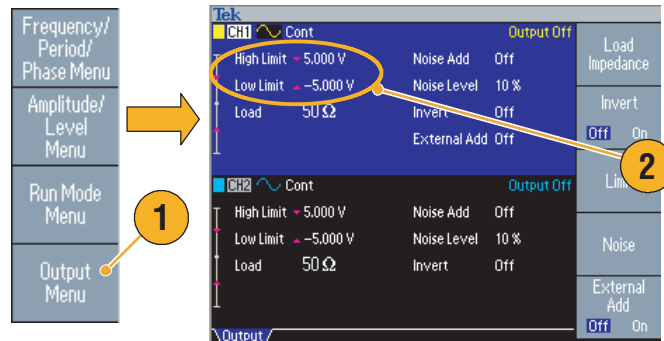 Frequency/
Period/
Phase Menu
Amplitude/
Level
Menu
Run Mode
Menu
Output
Menu
1
Tek
CH1 Cont Output Off
High Limit 5.000 V Noise Add Off
Low Limit -5.000 V Noise Level 10 %
Load 50 Ω Invert Off
External Add Off
CH2 Cont Output Off
High Limit 5.000 V Noise Add Off
Low Limit -5.000 V Noise Level 10 %
Load 50 Ω Invert Off
Output
Load
Impedance
Invert
Off On
2
Noise
External
Add
Off On